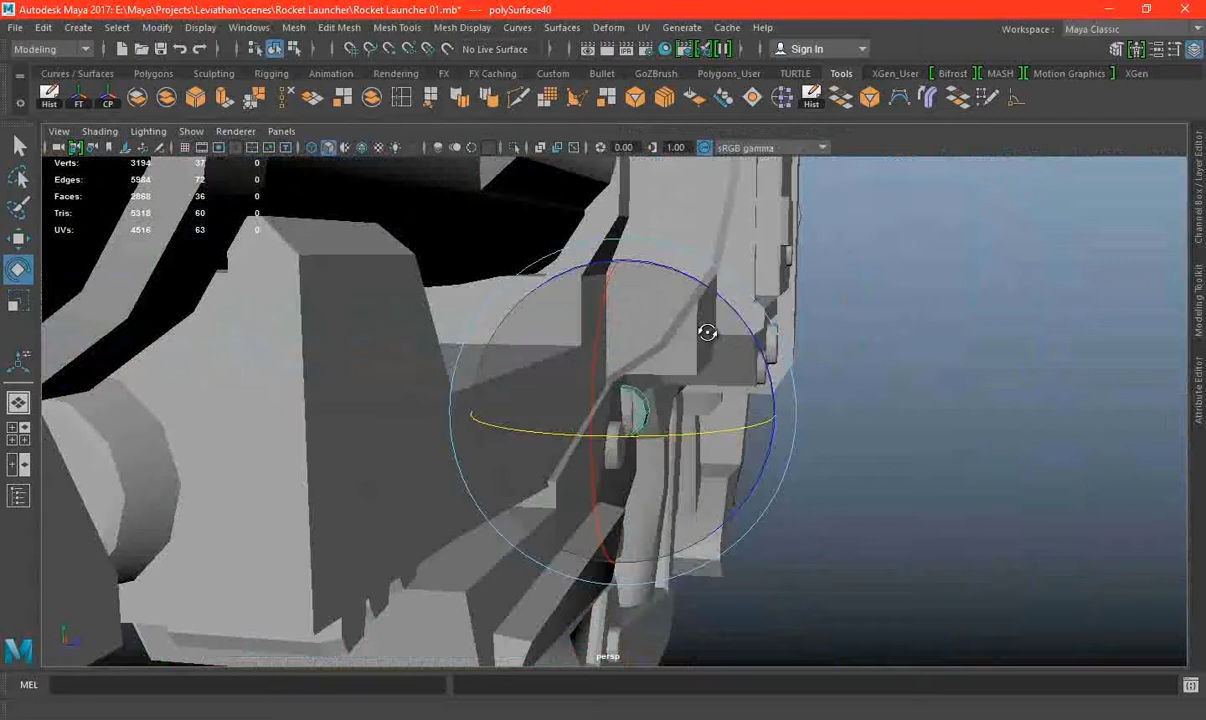 Autodesk Maya 2017: E:\Maya\Projects\Leviathan\scenes\Rocket Launcher\Rocket Launcher 01.mb* --- polySurface40
File Edit Create Select Modify Display Windows Mesh Edit Mesh Mesh Tools Mesh Display Curves Surfaces Deform UV Generate Cache Help Workspace : Maya Classic
Modeling No Live Surface Sign In
Curves / Surfaces Polygons Sculpting Rigging Animation Rendering FX FX Caching Custom Bullet GoZBrush Polygons_User TURTLE Tools XGen_User Bifrost MASH Motion Graphics XGen
Hist FT CP Hist
View Shading Lighting Show Renderer Panels
0.00 1.00 sRGB gamma
Verts: 3194 37 0
Edges: 5984 72 0
Faces: 2868 36 0
Tris: 5318 60 0
UVs: 4516 63 0
Channel Box / Layer Editor
Modeling Toolkit
Attribute Editor
persp
MEL